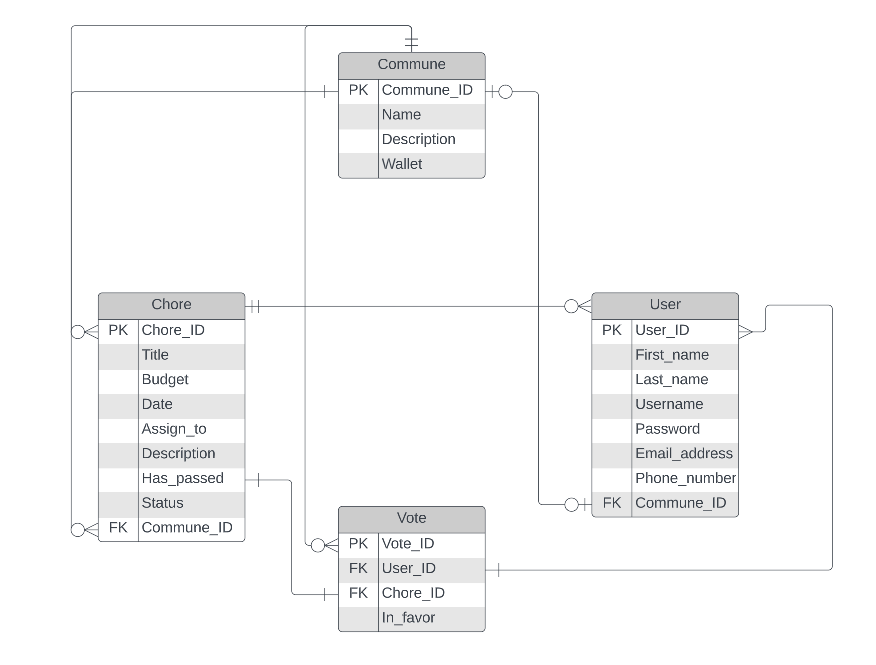 Commune
PK Commune_ID
Name
Description
Wallet
Chore
PK Chore_ID
Title
Budget
Date
Assign_to
Description
Has_passed
Status
FK Commune_ID
User
PK User_ID
First_name
Last_name
Username
Password
Email_address
Phone_number
FK Commune_ID
Vote
PK Vote_ID
FK User_ID
FK Chore_ID
In_favor